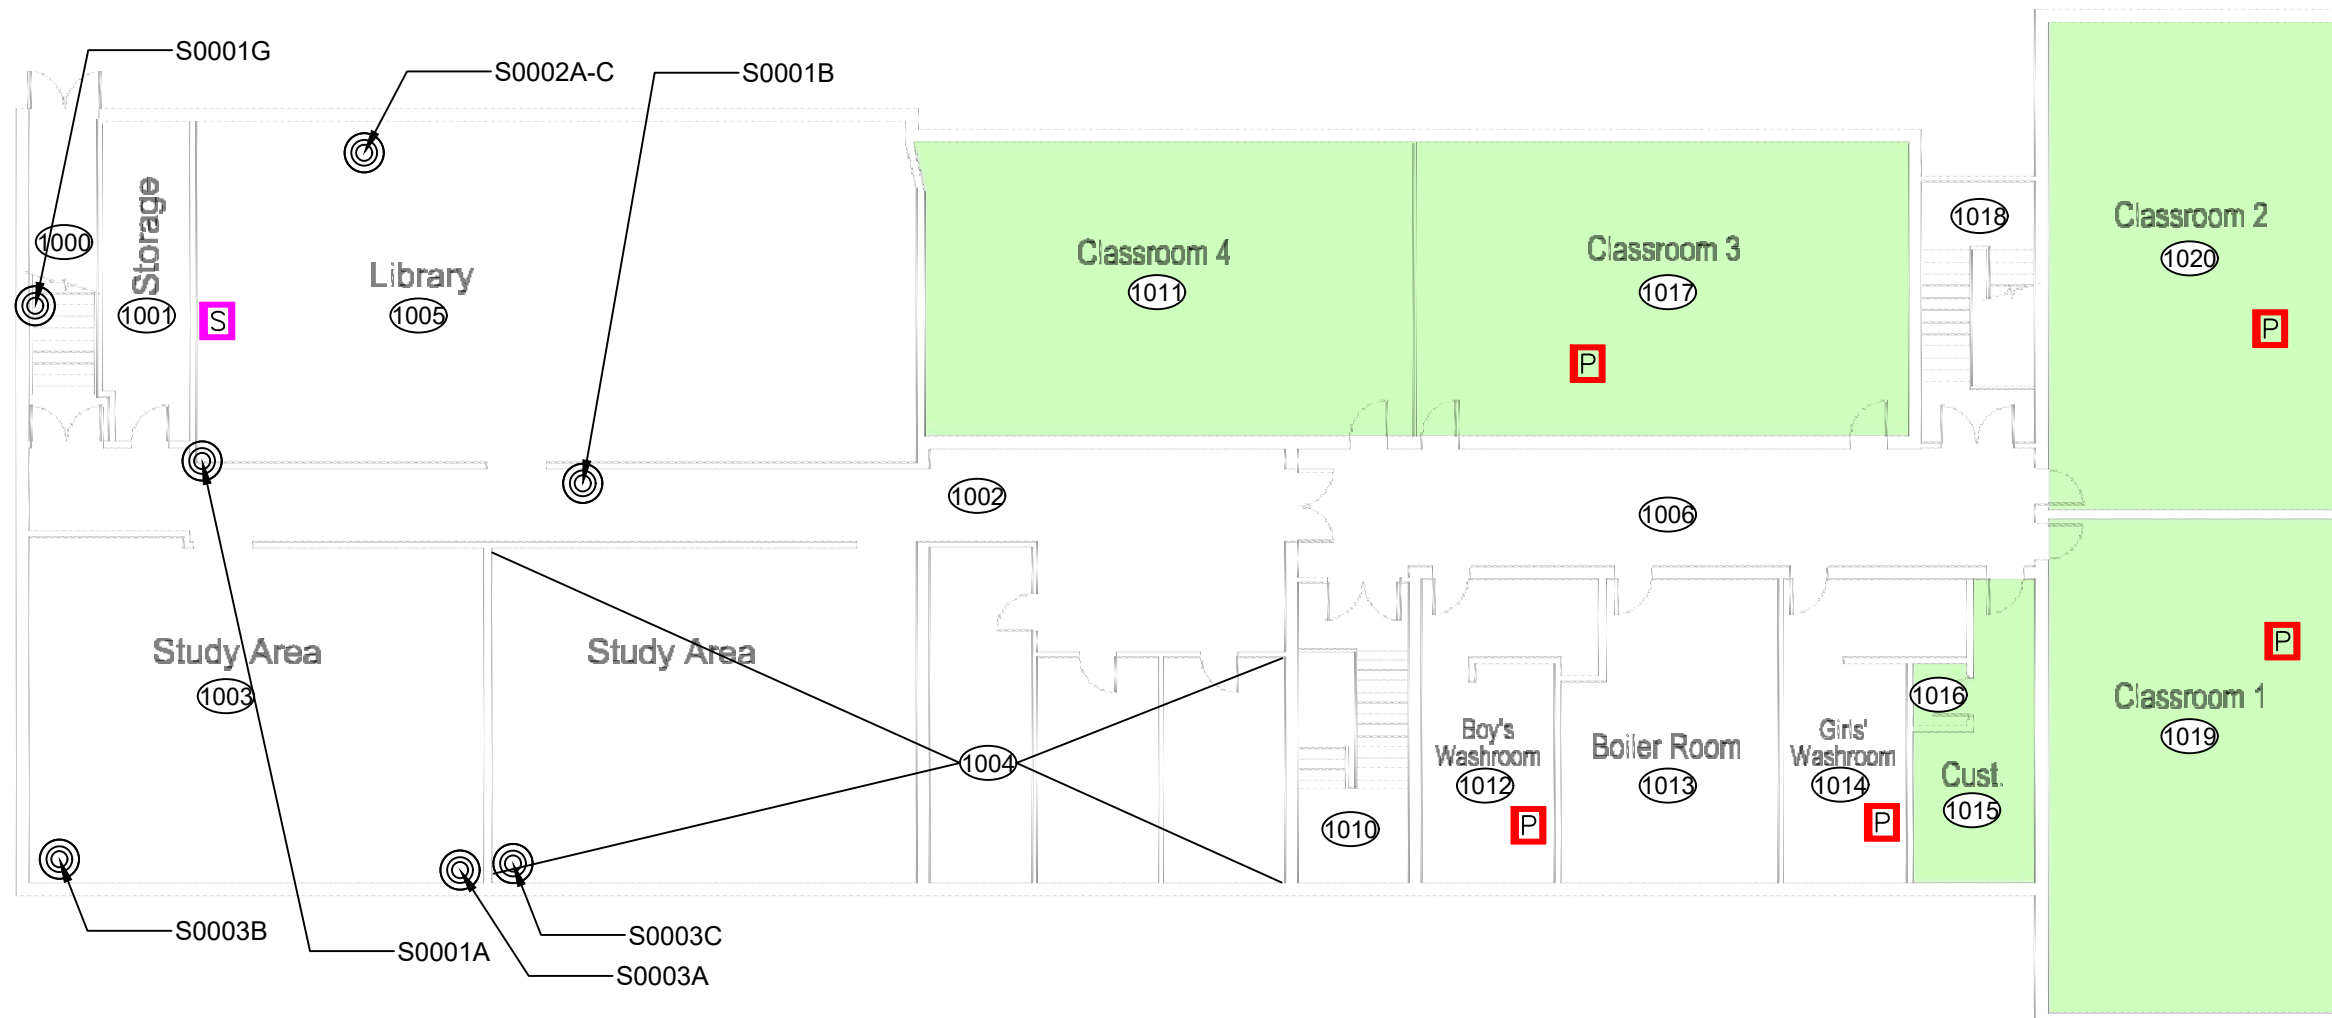 S0001G
S0002A-C
S0001B
1000
Storage
1001
S
Library
1005
Classroom 4
1011
Classroom 3
1017
P
1018
Classroom 2
1020
P
1002
1006
Study Area
1003
Study Area
1004
1010
Boy's
Washroom
1012
P
Boiler Room
1013
Girls'
Washroom
1014
P
1016
Cust.
1015
P
Classroom 1
1019
S0003B
S0001A
S0003C
S0003A